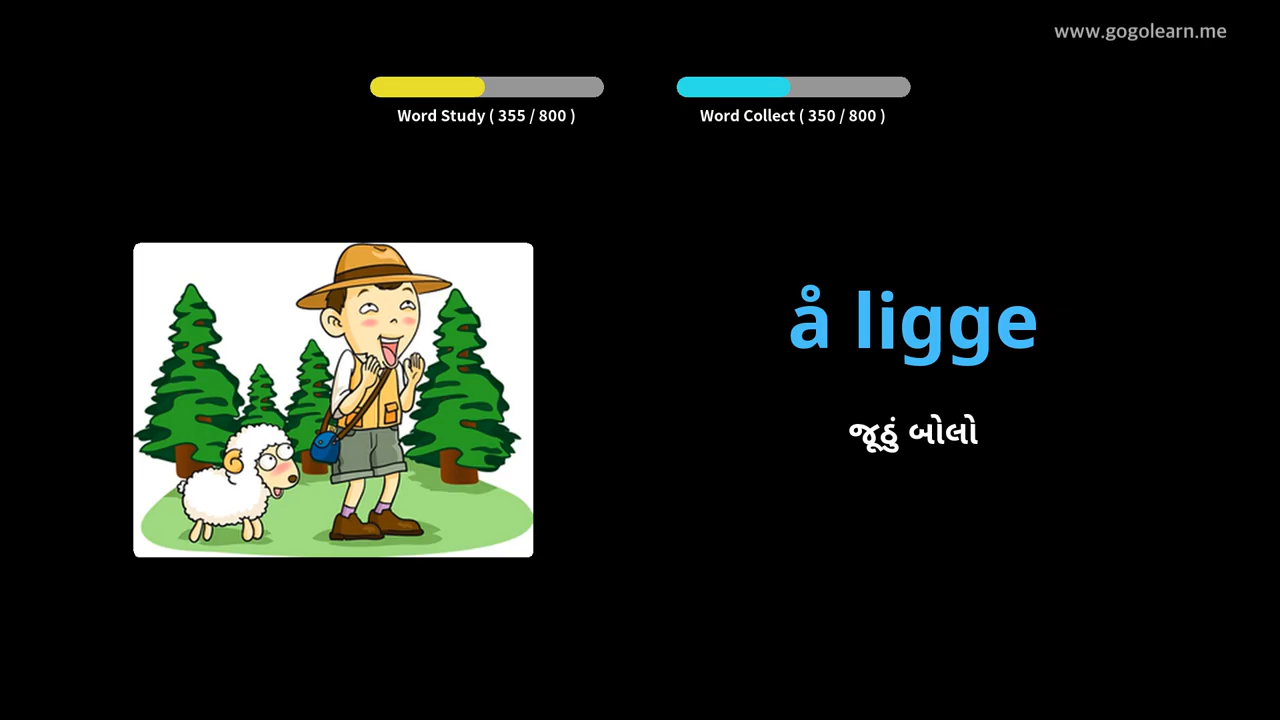 www.gogolearn.me
Word Study ( 355 / 800 )
Word Collect ( 350 / 800 )
å ligge
જૂઠું બોલો